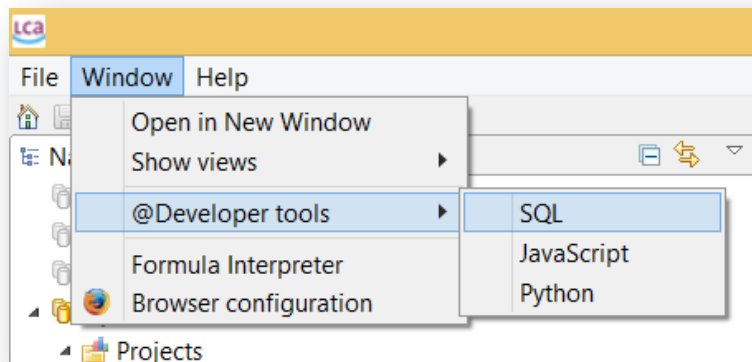 LCA
File Window Help
Open in New Window
Show views
@Developer tools
SQL
JavaScript
Python
Formula Interpreter
Browser configuration
Projects